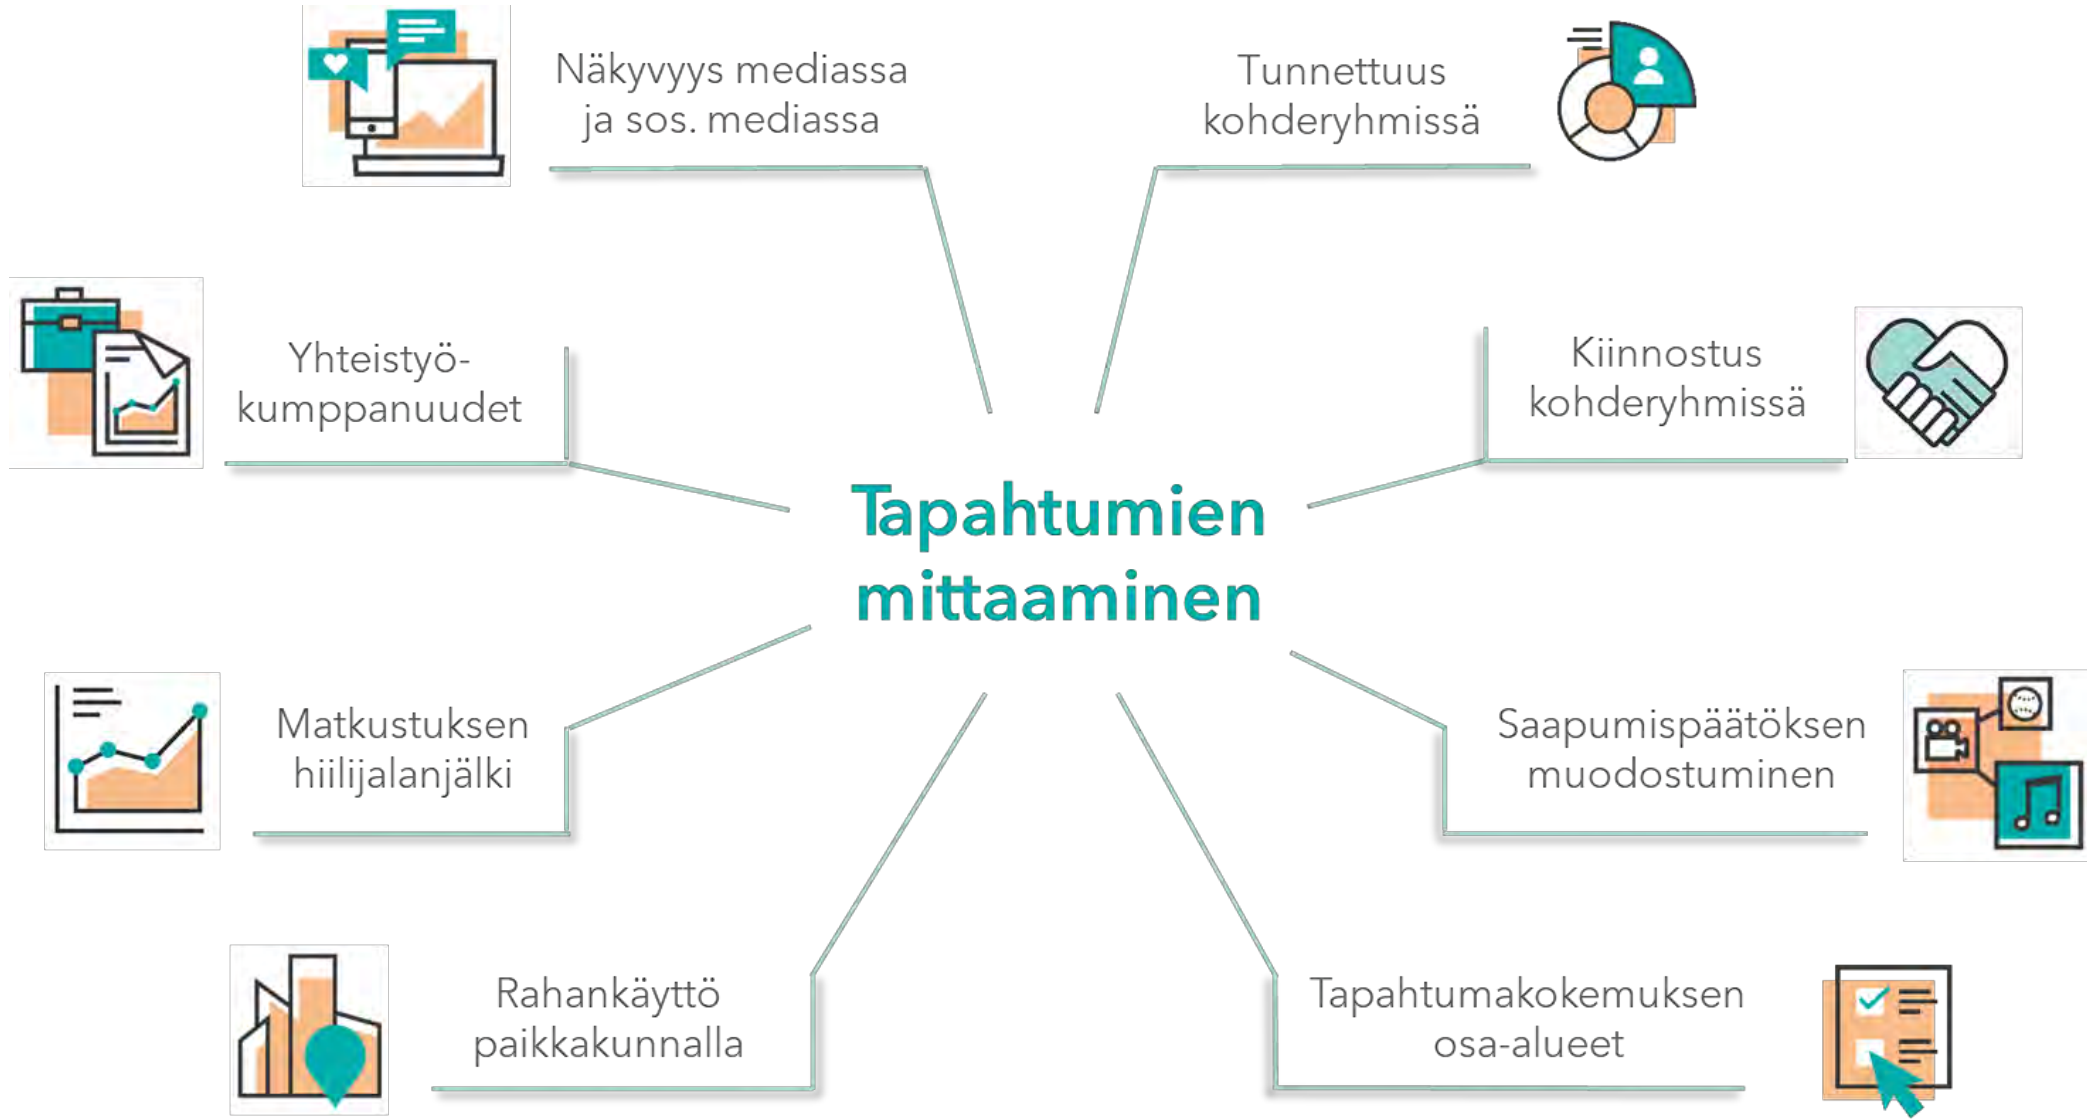 Näkyvyys mediassa
ja sos. mediassa
Tunnettuus
kohderyhmissä
Yhteistyö-
kumppanuudet
Kiinnostus
kohderyhmissä
Tapahtumien
mittaaminen
Matkustuksen
hiilijalanjälki
Saapumispäätöksen
muodostuminen
Rahankäyttö
paikkakunnalla
Tapahtumakokemuksen
osa-alueet